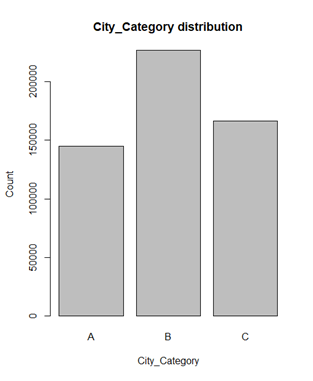 City_Category distribution
Count
200000
150000
100000
50000
0
A B C
City_Category